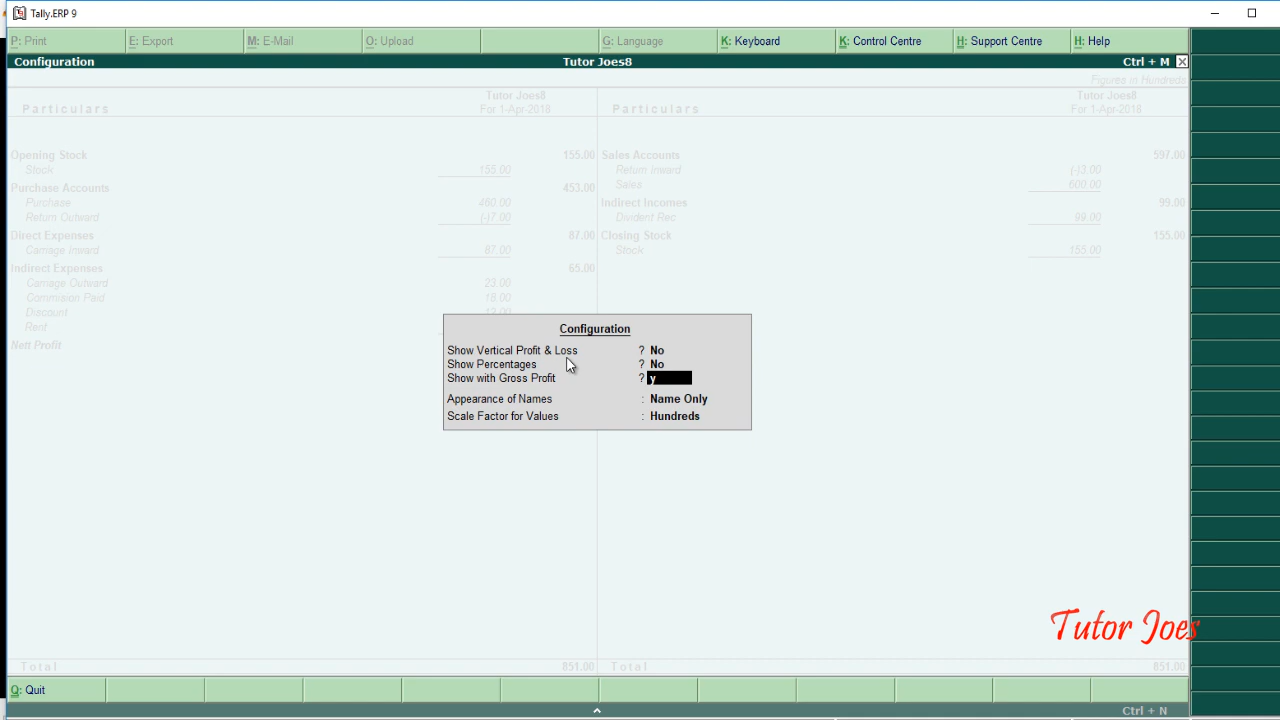 Tally.ERP 9
P: Print E: Export M: E-Mail O: Upload G: Language K: Keyboard K: Control Centre H: Support Centre H: Help
Configuration Tutor Joes8 Ctrl + M
Figures in Hundreds
Particulars Tutor Joes8 Particulars Tutor Joes8
For 1-Apr-2018 For 1-Apr-2018
Opening Stock 155.00 Sales Accounts 597.00
Stock 155.00 Return Inward (-)3.00
Sales 600.00
Purchase Accounts 453.00
Purchase 460.00 Indirect Incomes 99.00
Return Outward (-)7.00 Divident Rec 99.00
Direct Expenses 87.00 Closing Stock 155.00
Carriage Inward 87.00 Stock 155.00
Indirect Expenses 65.00
Carriage Outward 23.00
Commision Paid 18.00
Discount 12.00
Rent
Nett Profit
Configuration
Show Vertical Profit & Loss ? No
Show Percentages ? No
Show with Gross Profit ? y
Appearance of Names : Name Only
Scale Factor for Values : Hundreds
Tutor Joes
Total 851.00 Total 851.00
Q: Quit
Ctrl + N